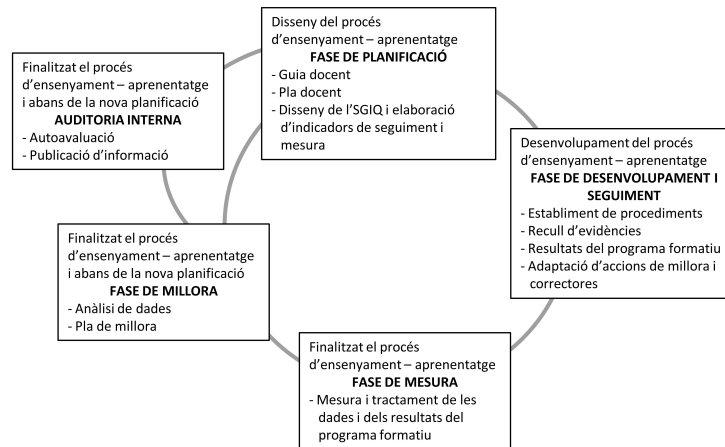 Disseny del procés
d'ensenyament – aprenentatge
FASE DE PLANIFICACIÓ
- Guia docent
- Pla docent
- Disseny de l'SGIQ i elaboració
d'indicadors de seguiment i
mesura
Finalitzat el procés
d'ensenyament – aprenentatge
i abans de la nova planificació
AUDITORIA INTERNA
- Autoavaluació
- Publicació d'informació
Desenvolupament del procés
d'ensenyament – aprenentatge
FASE DE DESENVOLUPAMENT I
SEGUIMENT
- Establiment de procediments
- Recull d'evidències
- Resultats del programa formatiu
- Adaptació d'accions de millora i
correctores
Finalitzat el procés
d'ensenyament – aprenentatge
i abans de la nova planificació
FASE DE MILLORA
- Anàlisi de dades
- Pla de millora
Finalitzat el procés
d'ensenyament – aprenentatge
FASE DE MESURA
- Mesura i tractament de les
dades i dels resultats del
programa formatiu